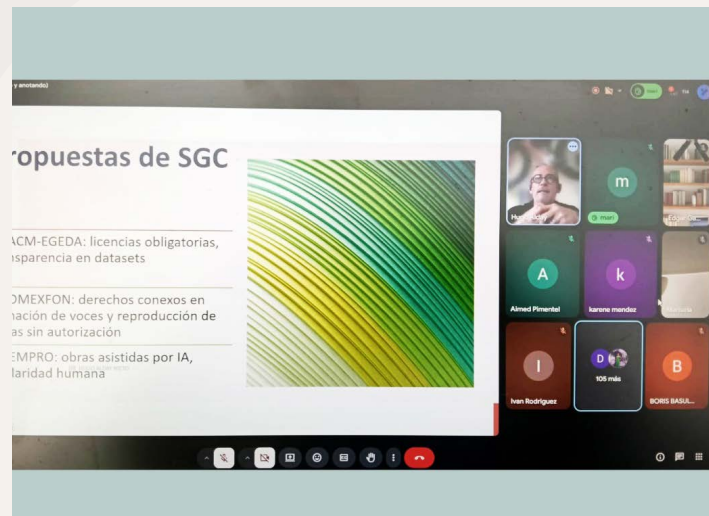 y anotando)
ropuestas de SGC
ACM-EGEDA: licencias obligatorias,
nsparencia en datasets
OMEXFON: derechos conexos en
nación de voces y reproducción de
as sin autorización
EMPRO: obras asistidas por IA,
laridad humana
114
mari
m
mari
A
Aimed Pimentel
k
karene mendez
I
Ivan Rodriguez
D
105 más
B
BORIS BASUL...